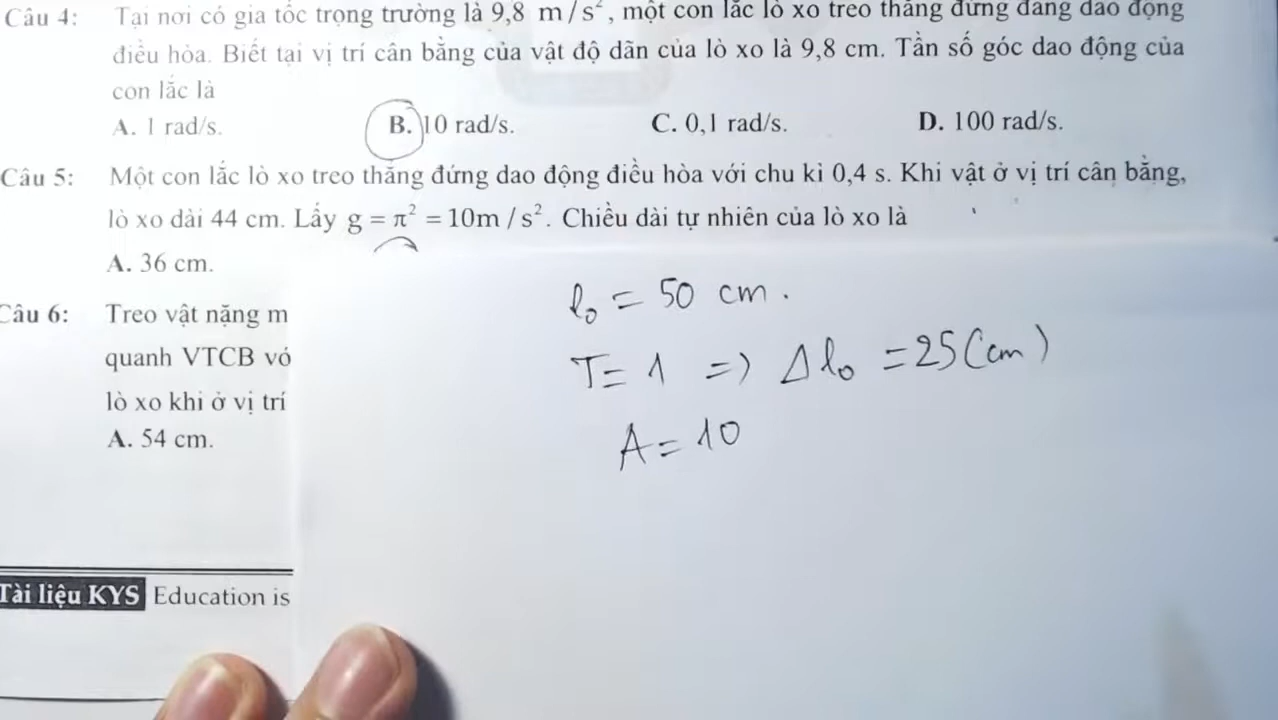 Câu 4: Tại nơi có gia tốc trọng trường là 9,8 m/s², một con lắc lò xo treo thẳng đứng đang dao động
điều hòa. Biết tại vị trí cân bằng của vật độ dãn của lò xo là 9,8 cm. Tần số góc dao động của
con lắc là
A. 1 rad/s. B. 10 rad/s. C. 0,1 rad/s. D. 100 rad/s.
Câu 5: Một con lắc lò xo treo thẳng đứng dao động điều hòa với chu kì 0,4 s. Khi vật ở vị trí cân bằng,
lò xo dài 44 cm. Lấy g = π² = 10m/s². Chiều dài tự nhiên của lò xo là
A. 36 cm.
l₀ = 50 cm.
Câu 6: Treo vật nặng m
quanh VTCB vớ
T = 1 => Δl₀ = 25(cm)
lò xo khi ở vị trí
A. 54 cm.
A = 10
Tài liệu KYS Education is